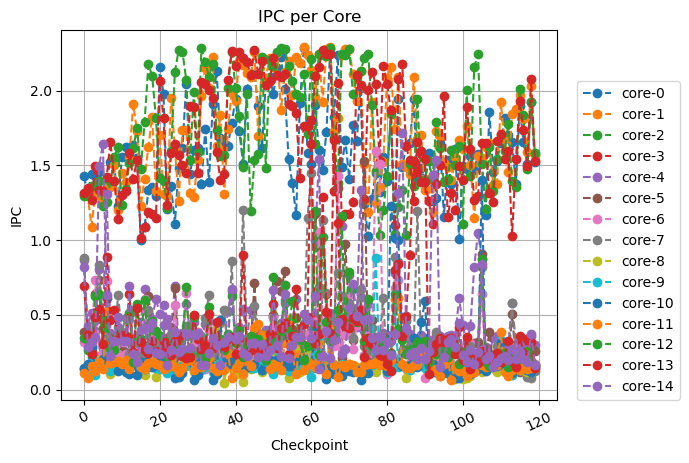 IPC per Core
IPC
2.0
1.5
1.0
0.5
0.0
0
20
40
60
80
100
120
Checkpoint
core-0
core-1
core-2
core-3
core-4
core-5
core-6
core-7
core-8
core-9
core-10
core-11
core-12
core-13
core-14